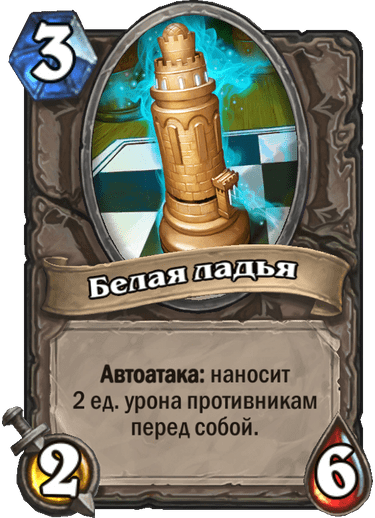 3
Белая ладья
Автоатака: наносит
2 ед. урона противникам
перед собой.
2
6